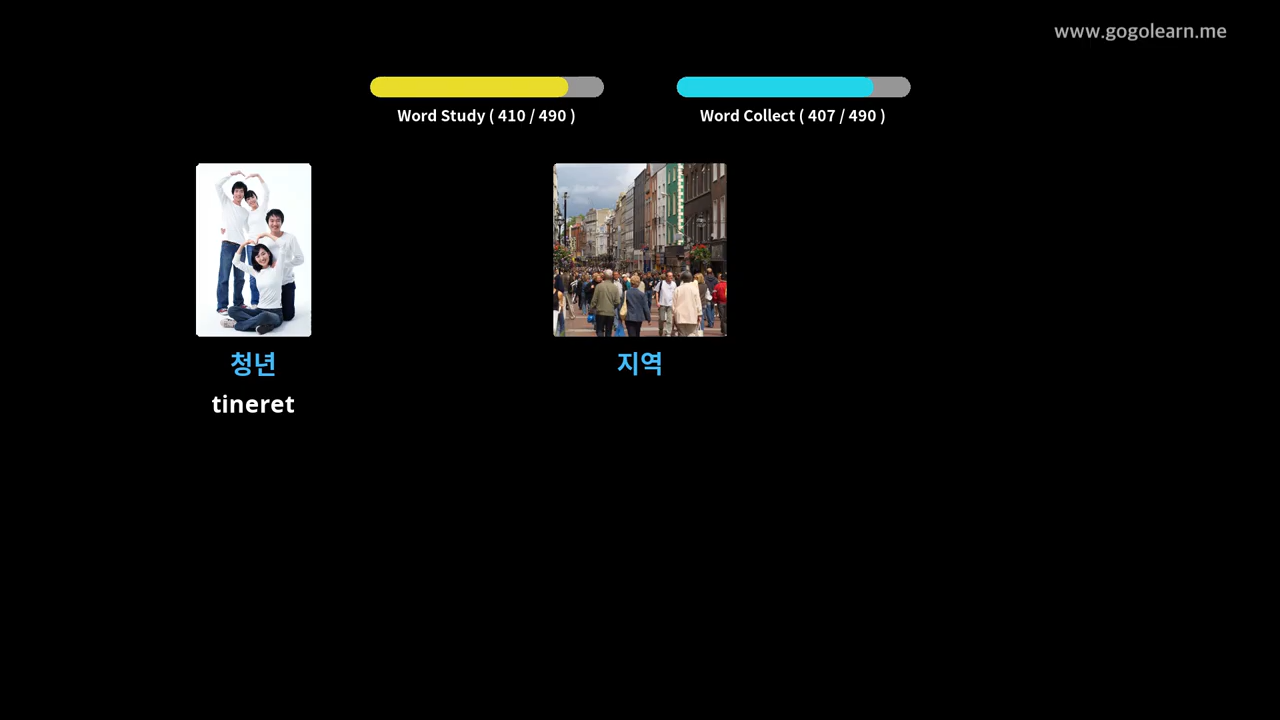 www.gogolearn.me
Word Study ( 410 / 490 )
Word Collect ( 407 / 490 )
청년
지역
tineret